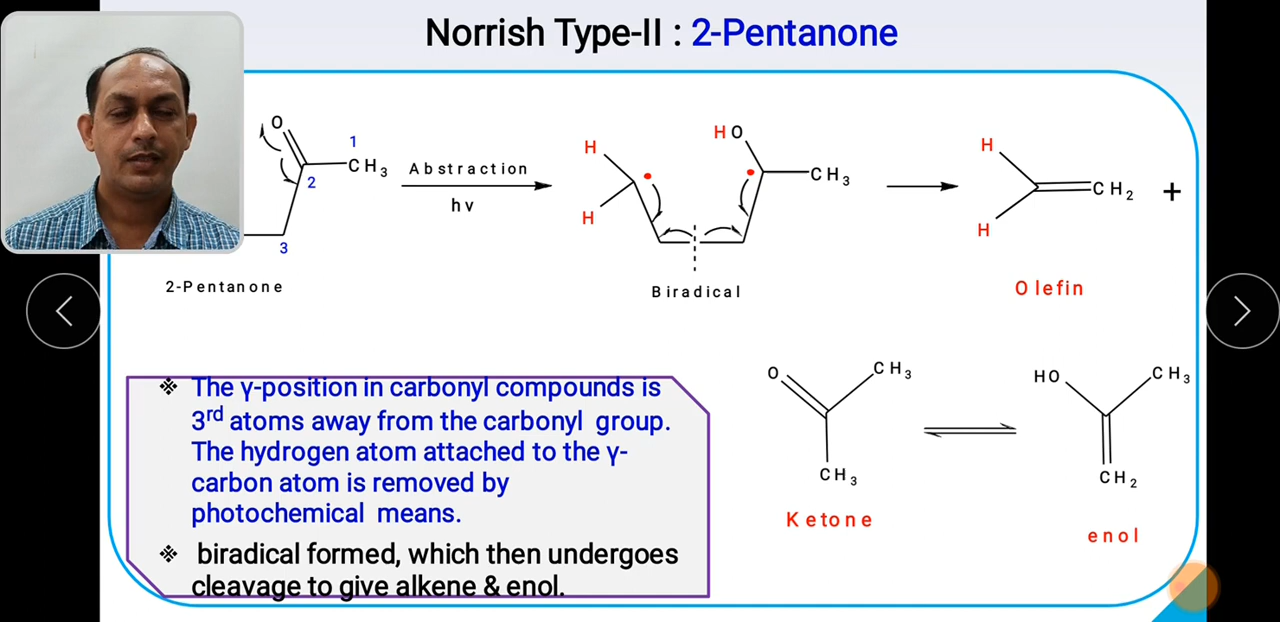 Norrish Type-II : 2-Pentanone
O
1
CH3
2
3
2-Pentanone
Abstraction
hv
H
H
HO
CH3
Biradical
H
H
CH2
+
Olefin
❖ The γ-position in carbonyl compounds is
3rd atoms away from the carbonyl group.
The hydrogen atom attached to the γ-
carbon atom is removed by
photochemical means.
❖ biradical formed, which then undergoes
cleavage to give alkene & enol.
O
CH3
CH3
Ketone
HO
CH3
CH2
enol